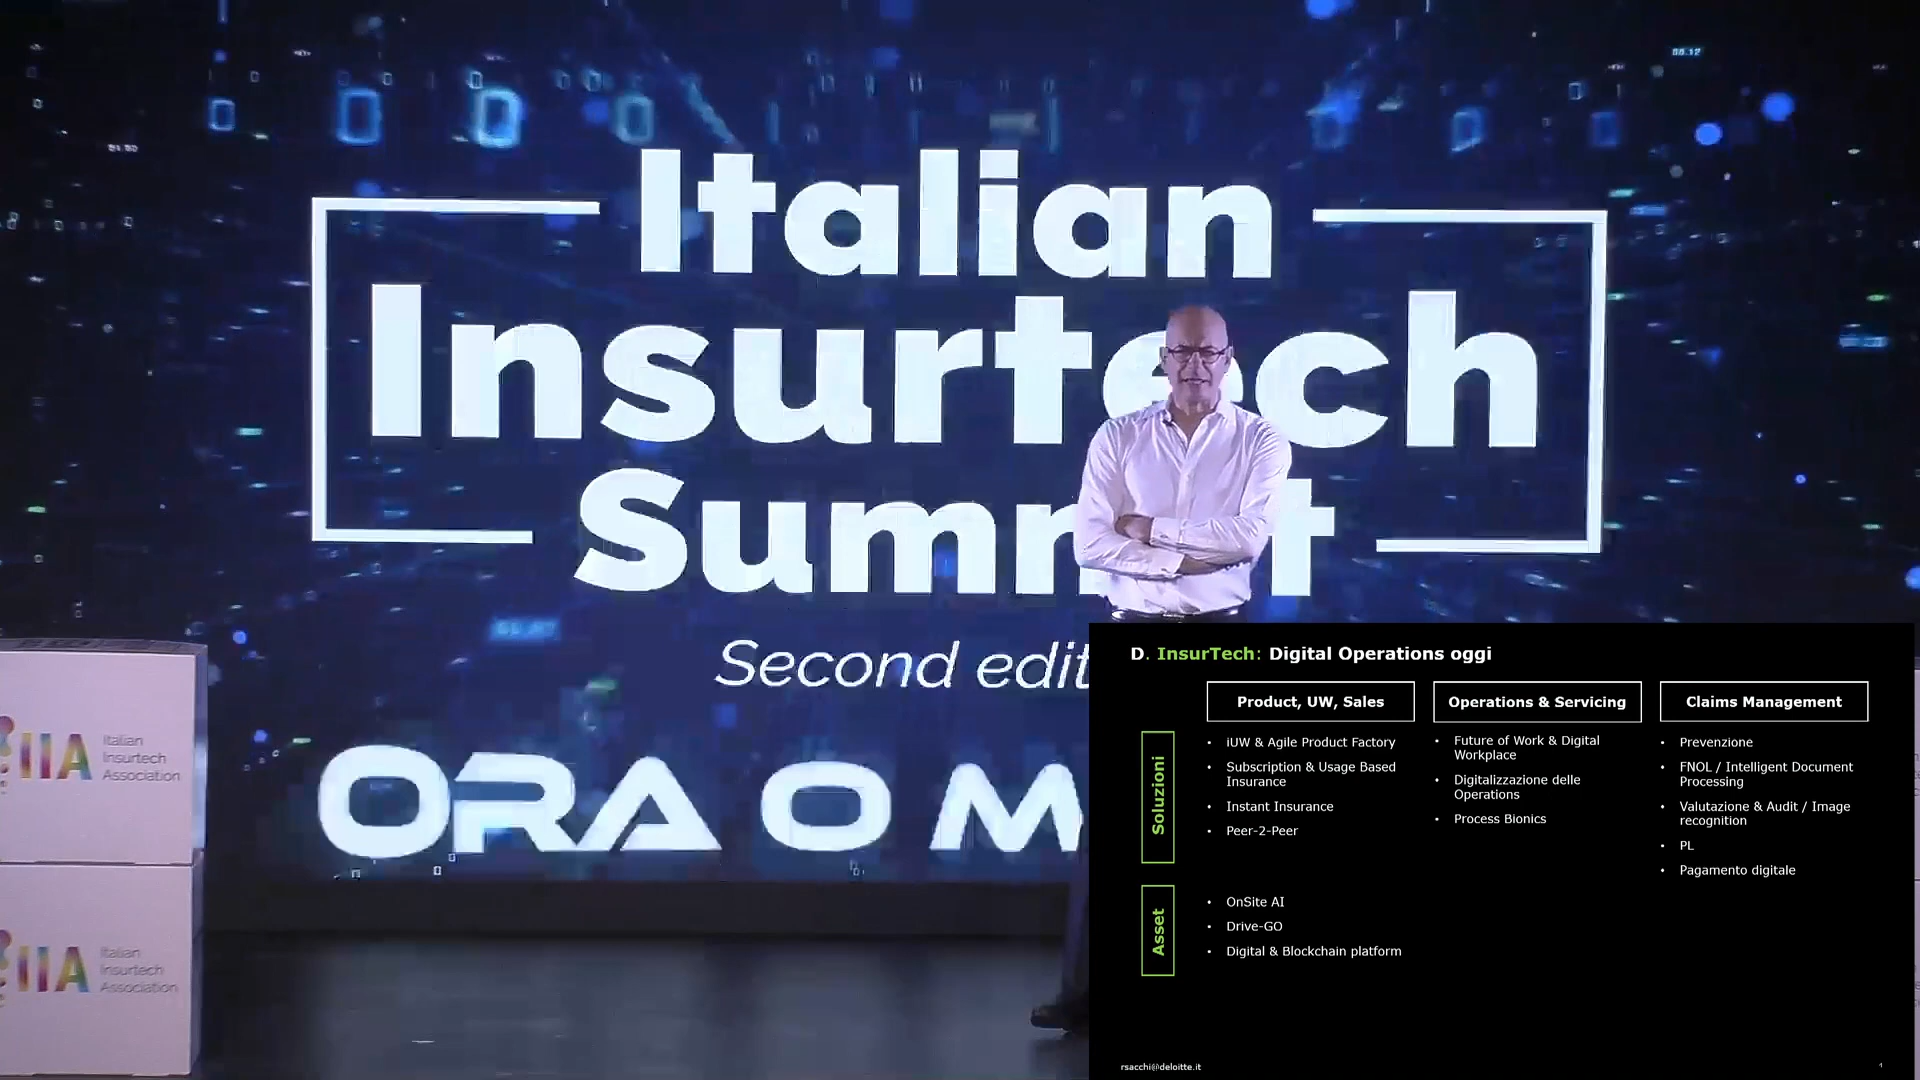 Italian
Insurtech
Summit
Second edit
ORA O M
IIA Italian
Insurtech
Association
IIA Italian
Insurtech
Association
D. InsurTech: Digital Operations oggi
Product, UW, Sales
Operations & Servicing
Claims Management
Soluzioni
• iUW & Agile Product Factory
• Subscription & Usage Based
Insurance
• Instant Insurance
• Peer-2-Peer
• Future of Work & Digital
Workplace
• Digitalizzazione delle
Operations
• Process Bionics
• Prevenzione
• FNOL / Intelligent Document
Processing
• Valutazione & Audit / Image
recognition
• PL
• Pagamento digitale
Asset
• OnSite AI
• Drive-GO
• Digital & Blockchain platform
rsacchi@deloitte.it